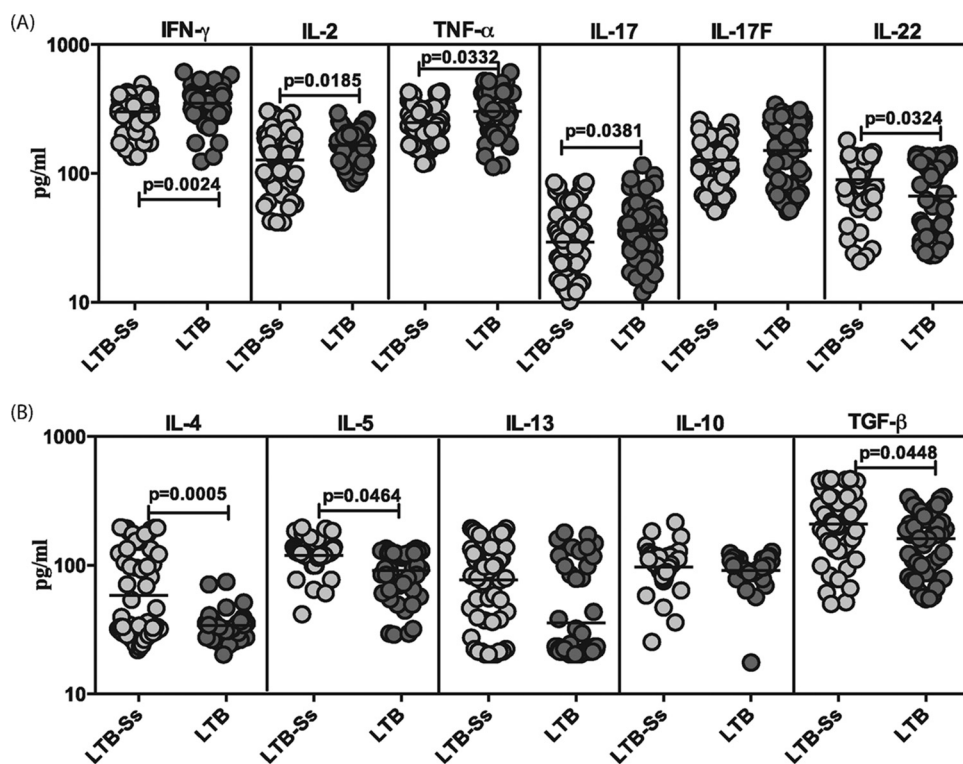 (A)
IFN-γ IL-2 TNF-α IL-17 IL-17F IL-22
1000
p=0.0185 p=0.0332 p=0.0381 p=0.0324
100
p=0.0024
pg/ml
10
LTB-Ss LTB LTB-Ss LTB LTB-Ss LTB LTB-Ss LTB LTB-Ss LTB LTB-Ss LTB
(B)
IL-4 IL-5 IL-13 IL-10 TGF-β
1000
p=0.0005 p=0.0464 p=0.0448
100
pg/ml
10
LTB-Ss LTB LTB-Ss LTB LTB-Ss LTB LTB-Ss LTB LTB-Ss LTB